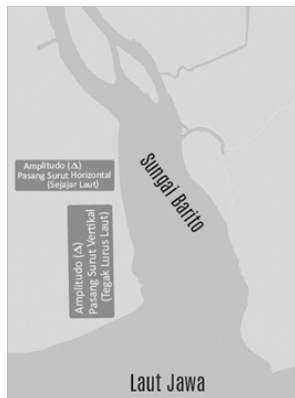 Amplitudo (Δ)
Pasang Surut Horizontal
(Sejajar Laut)
Sungai Barito
Amplitudo (Δ)
Pasang Surut Vertikal
(Tegak Lurus Laut)
Laut Jawa